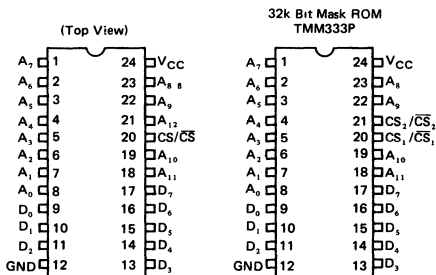 32k Bit Mask ROM
(Top View) TMM333P
A₇ 1 24 V_CC A₇ 1 24 V_CC
A₆ 2 23 A₈ ₈ A₆ 2 23 A₈
A₅ 3 22 A₉ A₅ 3 22 A₉
A₄ 4 21 A₁₂ A₄ 4 21 CS₂/C̅S̅₂
A₃ 5 20 CS/C̅S̅ A₃ 5 20 CS₁/C̅S̅₁
A₂ 6 19 A₁₀ A₂ 6 19 A₁₀
A₁ 7 18 A₁₁ A₁ 7 18 A₁₁
A₀ 8 17 D₇ A₀ 8 17 D₇
D₀ 9 16 D₆ D₀ 9 16 D₆
D₁ 10 15 D₅ D₁ 10 15 D₅
D₂ 11 14 D₄ D₂ 11 14 D₄
GND 12 13 D₃ GND 12 13 D₃